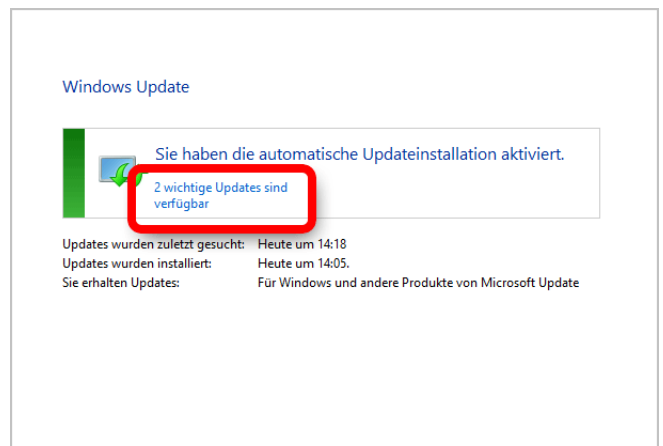 Windows Update
Sie haben die automatische Updateinstallation aktiviert.
2 wichtige Updates sind
verfügbar
Updates wurden zuletzt gesucht: Heute um 14:18
Updates wurden installiert: Heute um 14:05.
Sie erhalten Updates: Für Windows und andere Produkte von Microsoft Update